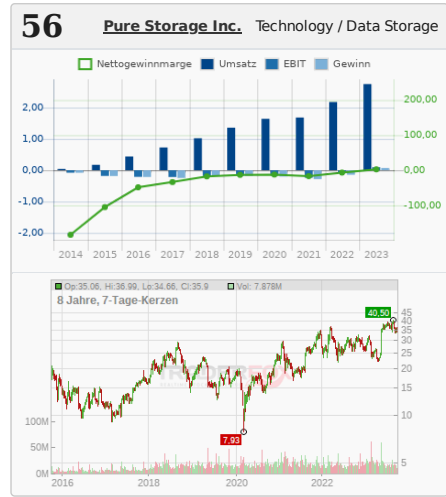 56 Pure Storage Inc. Technology / Data Storage
Nettogewinnmarge Umsatz EBIT Gewinn
2,00 200,00
1,00 100,00
0,00 0,00
-1,00 -100,00
-2,00
2014 2015 2016 2017 2018 2019 2020 2021 2022 2023
Op:35.06, Hi:36.99, Lo:34.66, Cl:35.9 Vol: 7.878M
8 Jahre, 7-Tage-Kerzen
40,50
45
40
35
30
25
20
15
10
7.93
100M
50M
5
0M
2016 2018 2020 2022